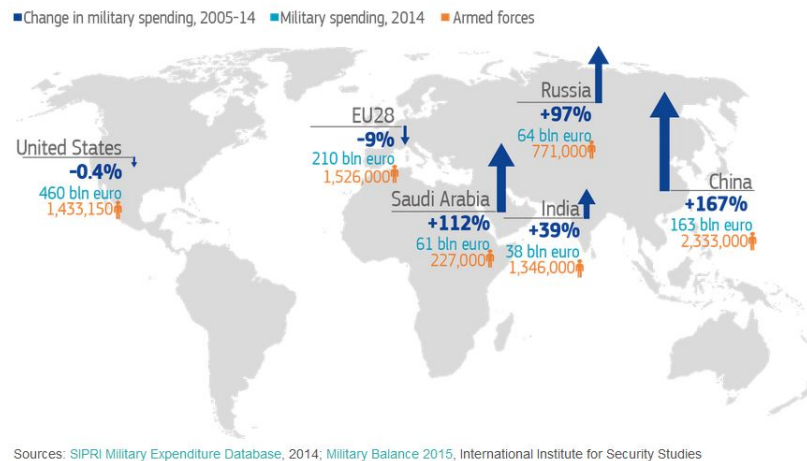 Change in military spending, 2005-14 Military spending, 2014 Armed forces
United States
-0.4%
460 bln euro
1,433,150
EU28
-9%
210 bln euro
1,526,000
Russia
+97%
64 bln euro
771,000
Saudi Arabia
+112%
61 bln euro
227,000
India
+39%
38 bln euro
1,346,000
China
+167%
163 bln euro
2,333,000
Sources: SIPRI Military Expenditure Database, 2014; Military Balance 2015, International Institute for Security Studies